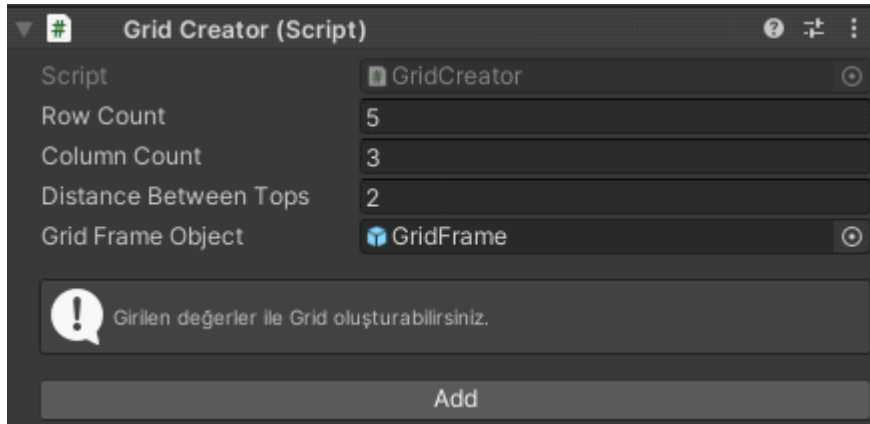 Grid Creator (Script)
Script GridCreator
Row Count 5
Column Count 3
Distance Between Tops 2
Grid Frame Object GridFrame
Girilen değerler ile Grid oluşturabilirsiniz.
Add